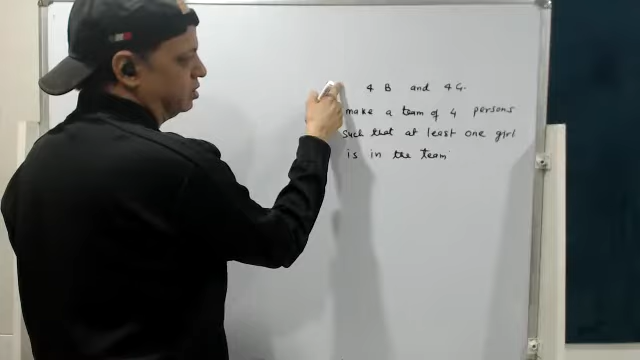 4 B and 4 G.
make a team of 4 persons
such that at least one girl
is in the team